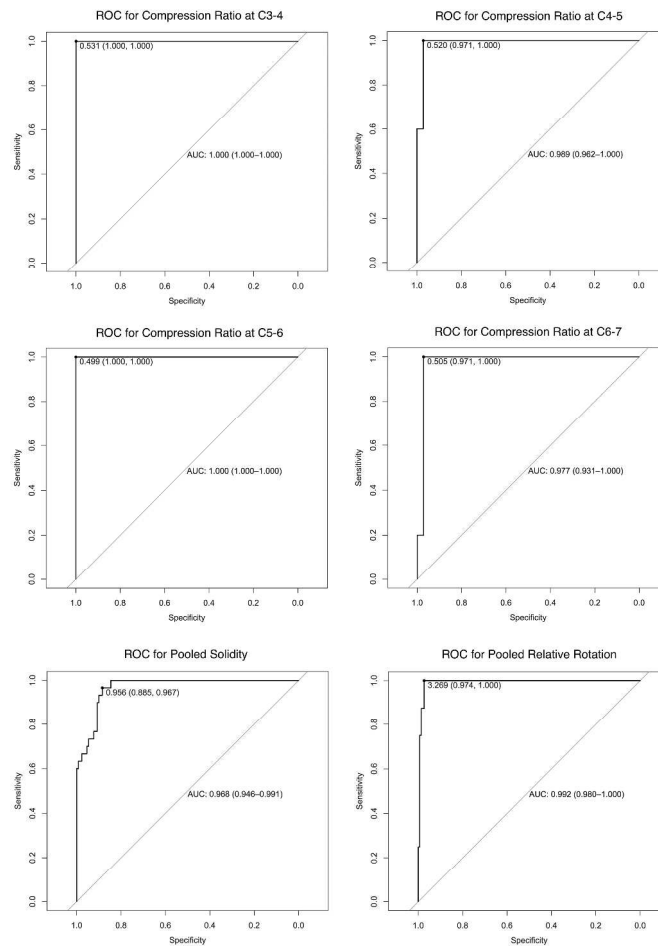 ROC for Compression Ratio at C3-4
1.0
0.8
0.6
0.4
0.2
0.0
Sensitivity
0.531 (1.000, 1.000)
AUC: 1.000 (1.000–1.000)
1.0 0.8 0.6 0.4 0.2 0.0
Specificity
ROC for Compression Ratio at C4-5
1.0
0.8
0.6
0.4
0.2
0.0
Sensitivity
0.520 (0.971, 1.000)
AUC: 0.989 (0.962–1.000)
1.0 0.8 0.6 0.4 0.2 0.0
Specificity
ROC for Compression Ratio at C5-6
1.0
0.8
0.6
0.4
0.2
0.0
Sensitivity
0.499 (1.000, 1.000)
AUC: 1.000 (1.000–1.000)
1.0 0.8 0.6 0.4 0.2 0.0
Specificity
ROC for Compression Ratio at C6-7
1.0
0.8
0.6
0.4
0.2
0.0
Sensitivity
0.505 (0.971, 1.000)
AUC: 0.977 (0.931–1.000)
1.0 0.8 0.6 0.4 0.2 0.0
Specificity
ROC for Pooled Solidity
1.0
0.8
0.6
0.4
0.2
0.0
Sensitivity
0.956 (0.885, 0.967)
AUC: 0.968 (0.946–0.991)
1.0 0.8 0.6 0.4 0.2 0.0
Specificity
ROC for Pooled Relative Rotation
1.0
0.8
0.6
0.4
0.2
0.0
Sensitivity
3.269 (0.974, 1.000)
AUC: 0.992 (0.980–1.000)
1.0 0.8 0.6 0.4 0.2 0.0
Specificity